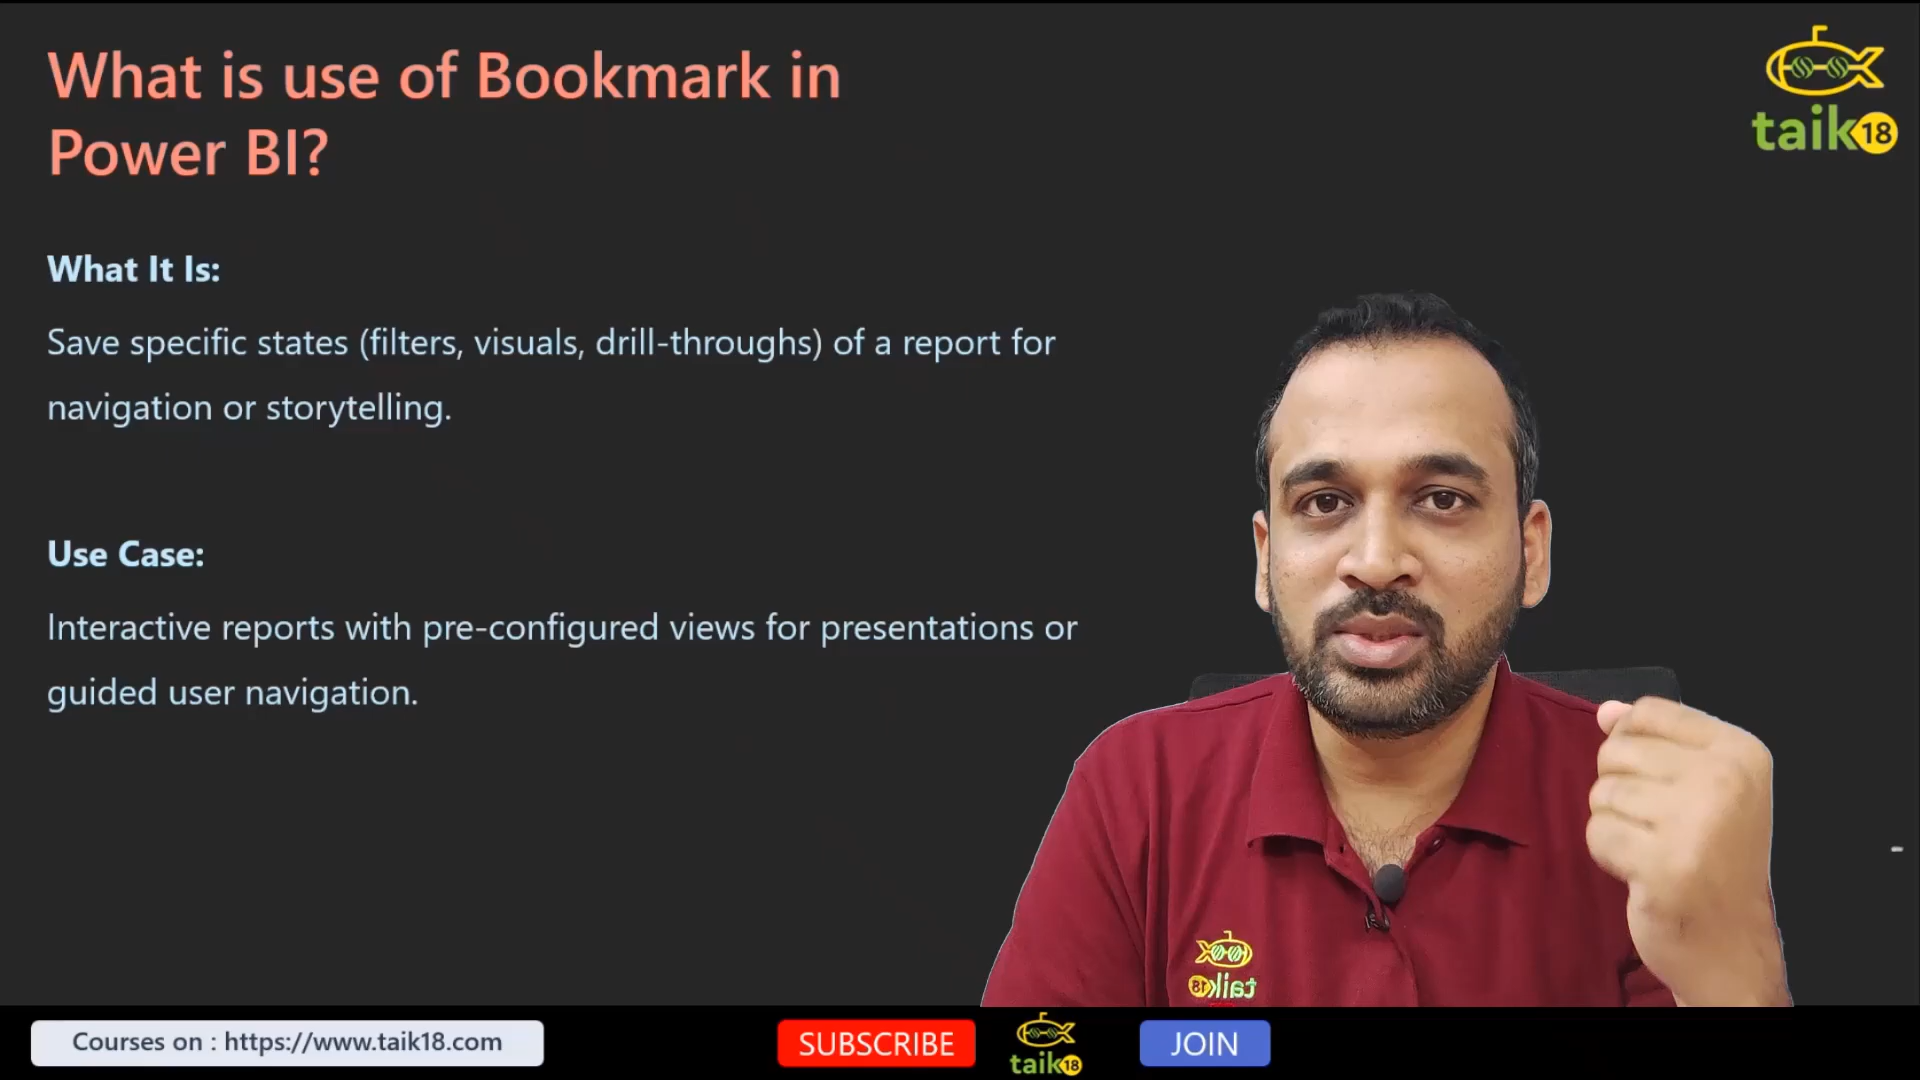 What is use of Bookmark in
Power BI?
taik18
What It Is:
Save specific states (filters, visuals, drill-throughs) of a report for
navigation or storytelling.
Use Case:
Interactive reports with pre-configured views for presentations or
guided user navigation.
taik18
Courses on : https://www.taik18.com
SUBSCRIBE
taik18
JOIN